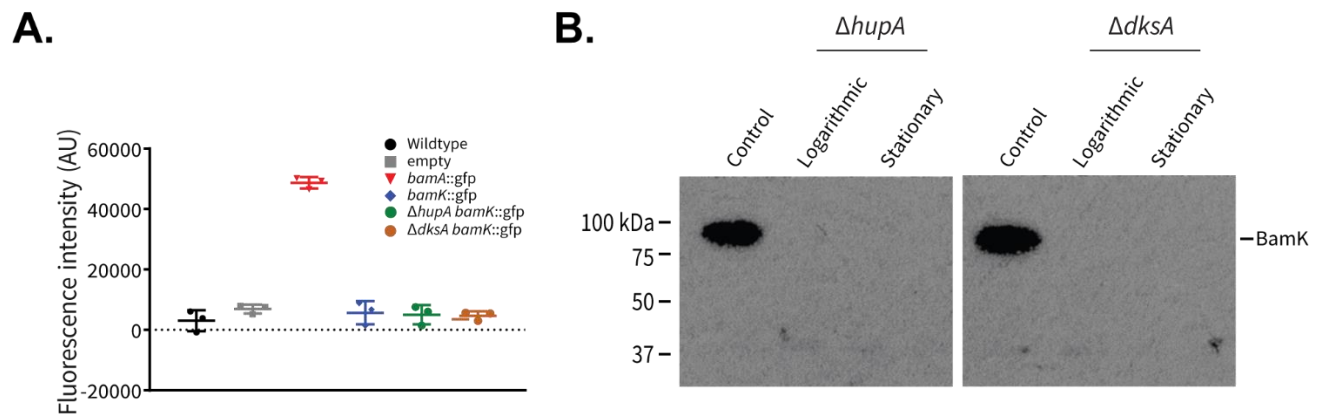 A.
Fluorescence intensity (AU)
60000
40000
20000
0
-20000
Wildtype
empty
bamA::gfp
bamK::gfp
ΔhupA bamK::gfp
ΔdksA bamK::gfp
B.
ΔhupA
ΔdksA
Control
Logarithmic
Stationary
Control
Logarithmic
Stationary
100 kDa
75
50
37
BamK